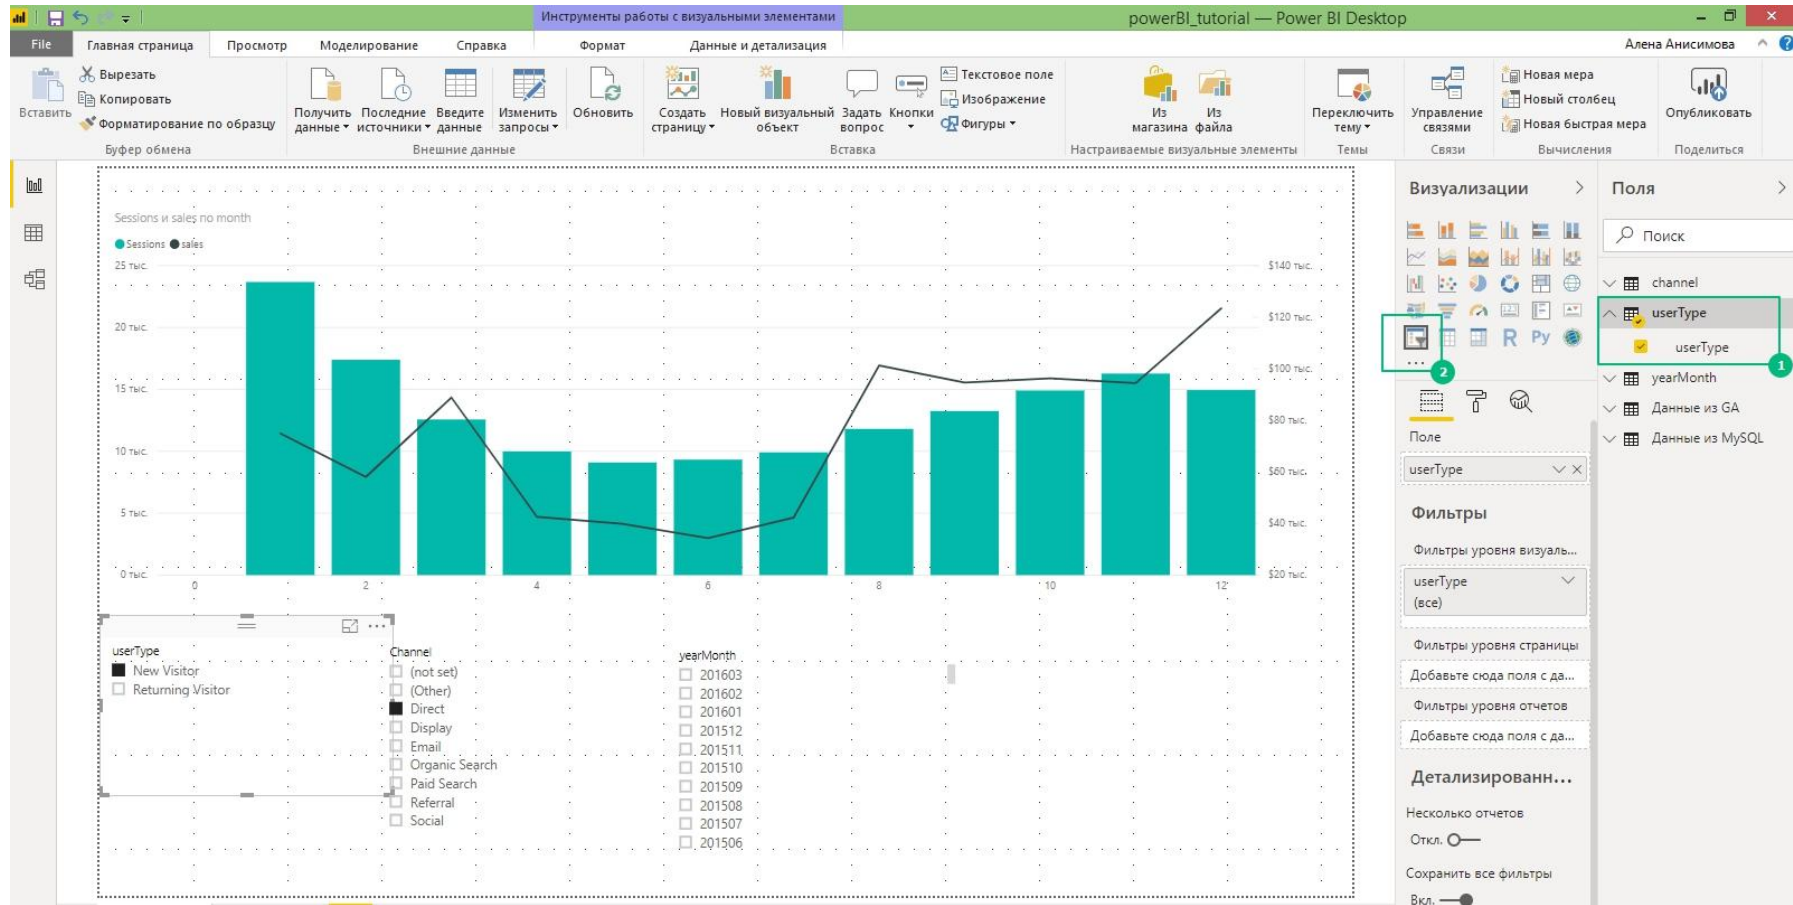 Инструменты работы с визуальными элементами
powerBI_tutorial — Power BI Desktop
File
Главная страница
Просмотр
Моделирование
Справка
Формат
Данные и детализация
Алена Анисимова
Вставить
Вырезать
Копировать
Форматирование по образцу
Буфер обмена
Получить данные
Последние источники
Введите данные
Изменить запросы
Обновить
Внешние данные
Создать страницу
Новый визуальный объект
Задать вопрос
Кнопки
Текстовое поле
Изображение
Фигуры
Вставка
Из магазина
Из файла
Настраиваемые визуальные элементы
Переключить тему
Темы
Управление связями
Связи
Новая мера
Новый столбец
Новая быстрая мера
Вычисления
Опубликовать
Поделиться
Sessions и sales по month
Sessions sales
25 тыс.
20 тыс.
15 тыс.
10 тыс.
5 тыс.
0 тыс.
$140 тыс.
$120 тыс.
$100 тыс.
$80 тыс.
$60 тыс.
$40 тыс.
$20 тыс.
0 2 4 6 8 10 12
userType
New Visitor
Returning Visitor
Channel
(not set)
(Other)
Direct
Display
Email
Organic Search
Paid Search
Referral
Social
yearMonth
201603
201602
201601
201512
201511
201510
201509
201508
201507
201506
Визуализации
R Py
2
Поле
userType
Фильтры
Фильтры уровня визуаль...
userType
(все)
Фильтры уровня страницы
Добавьте сюда поля с да...
Фильтры уровня отчетов
Добавьте сюда поля с да...
Детализированн...
Несколько отчетов
Откл.
Сохранить все фильтры
Вкл.
Поля
Поиск
channel
userType
userType
1
yearMonth
Данные из GA
Данные из MySQL